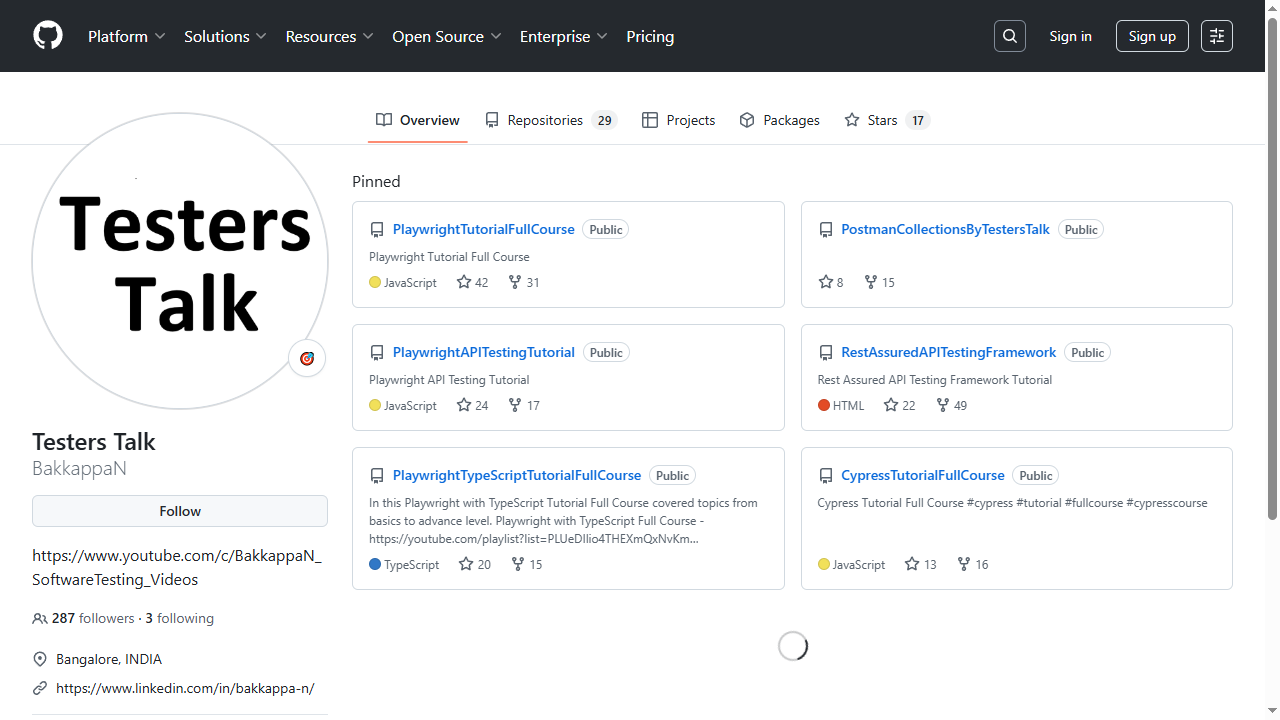 Platform
Solutions
Resources
Open Source
Enterprise
Pricing
Sign in
Sign up
Overview
Repositories 29
Projects
Packages
Stars 17
Testers
Talk
Testers Talk
BakkappaN
Follow
https://www.youtube.com/c/BakkappaN_
SoftwareTesting_Videos
287 followers · 3 following
Bangalore, INDIA
https://www.linkedin.com/in/bakkappa-n/
Pinned
PlaywrightTutorialFullCourse Public
Playwright Tutorial Full Course
JavaScript 42 31
PostmanCollectionsByTestersTalk Public
8 15
PlaywrightAPITestingTutorial Public
Playwright API Testing Tutorial
JavaScript 24 17
RestAssuredAPITestingFramework Public
Rest Assured API Testing Framework Tutorial
HTML 22 49
PlaywrightTypeScriptTutorialFullCourse Public
In this Playwright with TypeScript Tutorial Full Course covered topics from
basics to advance level. Playwright with TypeScript Full Course -
https://youtube.com/playlist?list=PLUeDIlio4THEXmQxNvKm...
TypeScript 20 15
CypressTutorialFullCourse Public
Cypress Tutorial Full Course #cypress #tutorial #fullcourse #cypresscourse
JavaScript 13 16